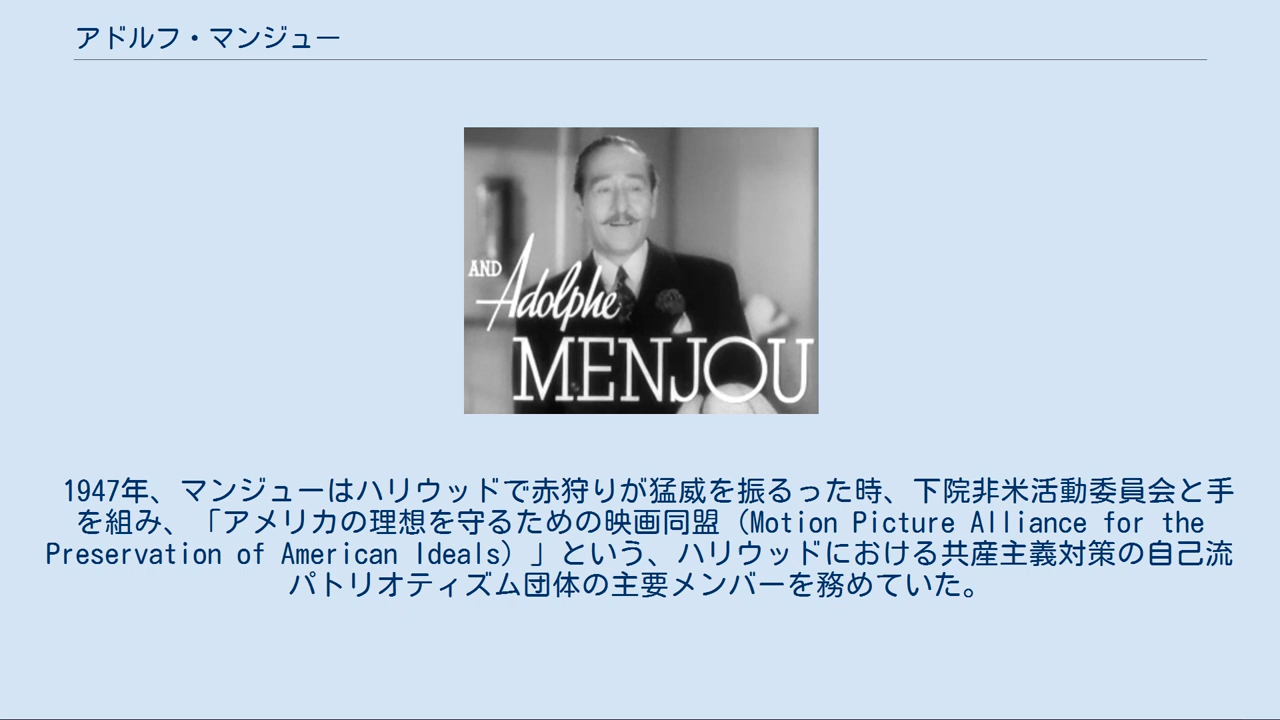 アドルフ・マンジュー
AND
Adolphe
MENJOU
1947年、マンジューはハリウッドで赤狩りが猛威を振るった時、下院非米活動委員会と手
を組み、「アメリカの理想を守るための映画同盟（Motion Picture Alliance for the
Preservation of American Ideals）」という、ハリウッドにおける共産主義対策の自己流
パトリオティズム団体の主要メンバーを務めていた。